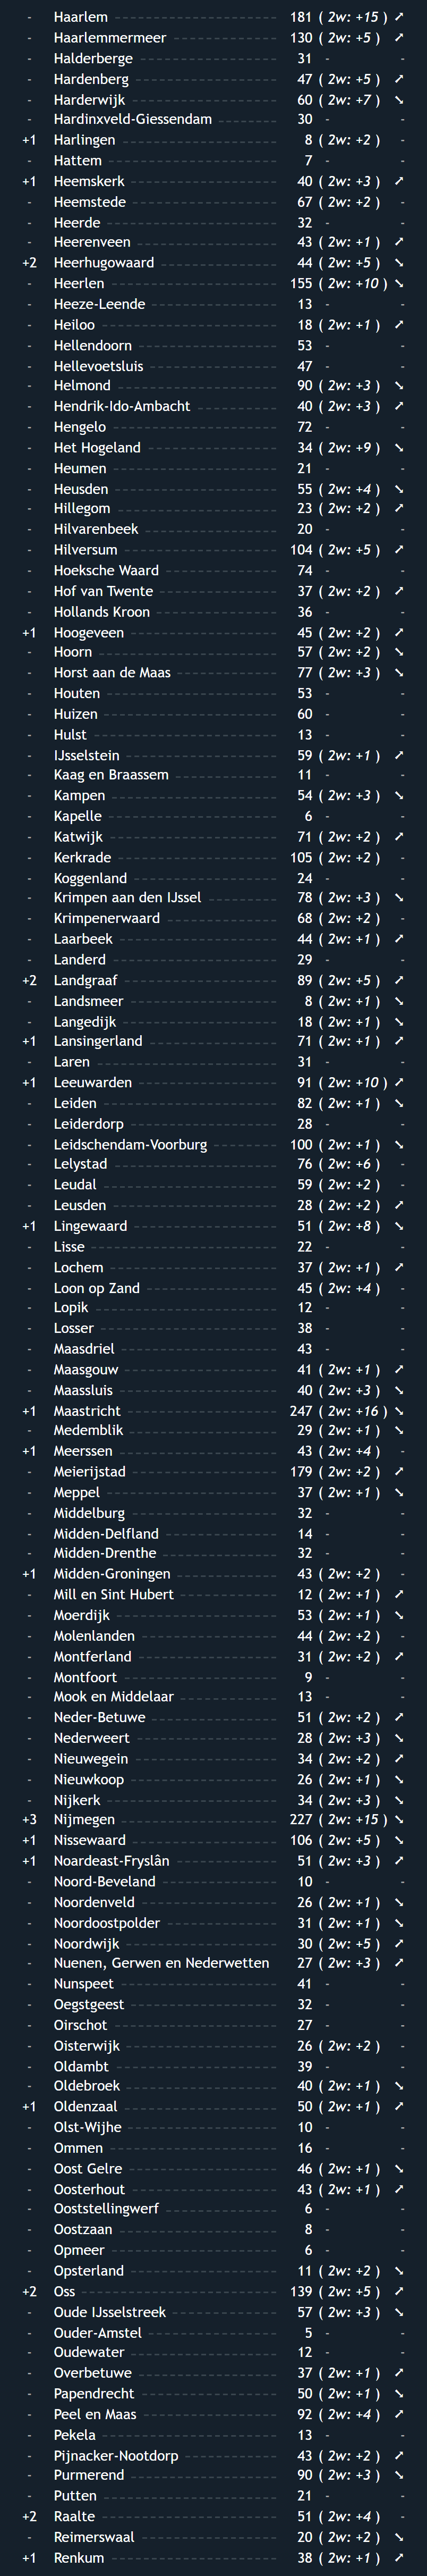 - Haarlem 181 ( 2w: +15 ) ➚
- Haarlemmermeer 130 ( 2w: +5 ) ➚
- Halderberge 31 - -
- Hardenberg 47 ( 2w: +5 ) ➚
- Harderwijk 60 ( 2w: +7 ) ➘
- Hardinxveld-Giessendam 30 - -
+1 Harlingen 8 ( 2w: +2 ) -
- Hattem 7 - -
+1 Heemskerk 40 ( 2w: +3 ) ➚
- Heemstede 67 ( 2w: +2 ) -
- Heerde 32 - -
- Heerenveen 43 ( 2w: +1 ) ➚
+2 Heerhugowaard 44 ( 2w: +5 ) ➘
- Heerlen 155 ( 2w: +10 ) ➘
- Heeze-Leende 13 - -
- Heiloo 18 ( 2w: +1 ) ➚
- Hellendoorn 53 - -
- Hellevoetsluis 47 - -
- Helmond 90 ( 2w: +3 ) ➘
- Hendrik-Ido-Ambacht 40 ( 2w: +3 ) ➚
- Hengelo 72 - -
- Het Hogeland 34 ( 2w: +9 ) ➘
- Heumen 21 - -
- Heusden 55 ( 2w: +4 ) ➘
- Hillegom 23 ( 2w: +2 ) ➚
- Hilvarenbeek 20 - -
- Hilversum 104 ( 2w: +5 ) ➚
- Hoeksche Waard 74 - -
- Hof van Twente 37 ( 2w: +2 ) ➚
- Hollands Kroon 36 - -
+1 Hoogeveen 45 ( 2w: +2 ) ➚
- Hoorn 57 ( 2w: +2 ) ➘
- Horst aan de Maas 77 ( 2w: +3 ) ➘
- Houten 53 - -
- Huizen 60 - -
- Hulst 13 - -
- IJsselstein 59 ( 2w: +1 ) ➚
- Kaag en Braassem 11 - -
- Kampen 54 ( 2w: +3 ) ➘
- Kapelle 6 - -
- Katwijk 71 ( 2w: +2 ) ➚
- Kerkrade 105 ( 2w: +2 ) -
- Koggenland 24 - -
- Krimpen aan den IJssel 78 ( 2w: +3 ) ➘
- Krimpenerwaard 68 ( 2w: +2 ) -
- Laarbeek 44 ( 2w: +1 ) ➚
- Landerd 29 - -
+2 Landgraaf 89 ( 2w: +5 ) ➚
- Landsmeer 8 ( 2w: +1 ) ➘
- Langedijk 18 ( 2w: +1 ) ➘
+1 Lansingerland 71 ( 2w: +1 ) ➚
- Laren 31 - -
+1 Leeuwarden 91 ( 2w: +10 ) ➚
- Leiden 82 ( 2w: +1 ) ➘
- Leiderdorp 28 - -
- Leidschendam-Voorburg 100 ( 2w: +1 ) ➘
- Lelystad 76 ( 2w: +6 ) -
- Leudal 59 ( 2w: +2 ) -
- Leusden 28 ( 2w: +2 ) ➚
+1 Lingewaard 51 ( 2w: +8 ) ➘
- Lisse 22 - -
- Lochem 37 ( 2w: +1 ) ➚
- Loon op Zand 45 ( 2w: +4 ) -
- Lopik 12 - -
- Losser 38 - -
- Maasdriel 43 - -
- Maasgouw 41 ( 2w: +1 ) ➚
- Maassluis 40 ( 2w: +3 ) ➘
+1 Maastricht 247 ( 2w: +16 ) ➘
- Medemblik 29 ( 2w: +1 ) ➘
+1 Meerssen 43 ( 2w: +4 ) -
- Meierijstad 179 ( 2w: +2 ) ➚
- Meppel 37 ( 2w: +1 ) ➘
- Middelburg 32 - -
- Midden-Delfland 14 - -
- Midden-Drenthe 32 - -
+1 Midden-Groningen 43 ( 2w: +2 ) -
- Mill en Sint Hubert 12 ( 2w: +1 ) ➚
- Moerdijk 53 ( 2w: +1 ) ➘
- Molenlanden 44 ( 2w: +2 ) -
- Montferland 31 ( 2w: +2 ) ➚
- Montfoort 9 - -
- Mook en Middelaar 13 - -
- Neder-Betuwe 51 ( 2w: +2 ) ➚
- Nederweert 28 ( 2w: +3 ) ➘
- Nieuwegein 34 ( 2w: +2 ) ➚
- Nieuwkoop 26 ( 2w: +1 ) ➘
- Nijkerk 34 ( 2w: +3 ) ➘
+3 Nijmegen 227 ( 2w: +15 ) ➘
+1 Nissewaard 106 ( 2w: +5 ) ➘
+1 Noardeast-Fryslân 51 ( 2w: +3 ) ➚
- Noord-Beveland 10 - -
- Noordenveld 26 ( 2w: +1 ) ➘
- Noordoostpolder 31 ( 2w: +1 ) ➘
- Noordwijk 30 ( 2w: +5 ) ➚
- Nuenen, Gerwen en Nederwetten 27 ( 2w: +3 ) ➚
- Nunspeet 41 - -
- Oegstgeest 32 - -
- Oirschot 27 - -
- Oisterwijk 26 ( 2w: +2 ) -
- Oldambt 39 - -
- Oldebroek 40 ( 2w: +1 ) ➘
+1 Oldenzaal 50 ( 2w: +1 ) ➚
- Olst-Wijhe 10 - -
- Ommen 16 - -
- Oost Gelre 46 ( 2w: +1 ) ➘
- Oosterhout 43 ( 2w: +1 ) ➚
- Ooststellingwerf 6 - -
- Oostzaan 8 - -
- Opmeer 6 - -
- Opsterland 11 ( 2w: +2 ) ➘
+2 Oss 139 ( 2w: +5 ) ➚
- Oude IJsselstreek 57 ( 2w: +3 ) ➘
- Ouder-Amstel 5 - -
- Oudewater 12 - -
- Overbetuwe 37 ( 2w: +1 ) ➚
- Papendrecht 50 ( 2w: +1 ) ➘
- Peel en Maas 92 ( 2w: +4 ) ➚
- Pekela 13 - -
- Pijnacker-Nootdorp 43 ( 2w: +2 ) ➚
- Purmerend 90 ( 2w: +3 ) ➘
- Putten 21 - -
+2 Raalte 51 ( 2w: +4 ) -
- Reimerswaal 20 ( 2w: +2 ) ➘
+1 Renkum 38 ( 2w: +1 ) ➚